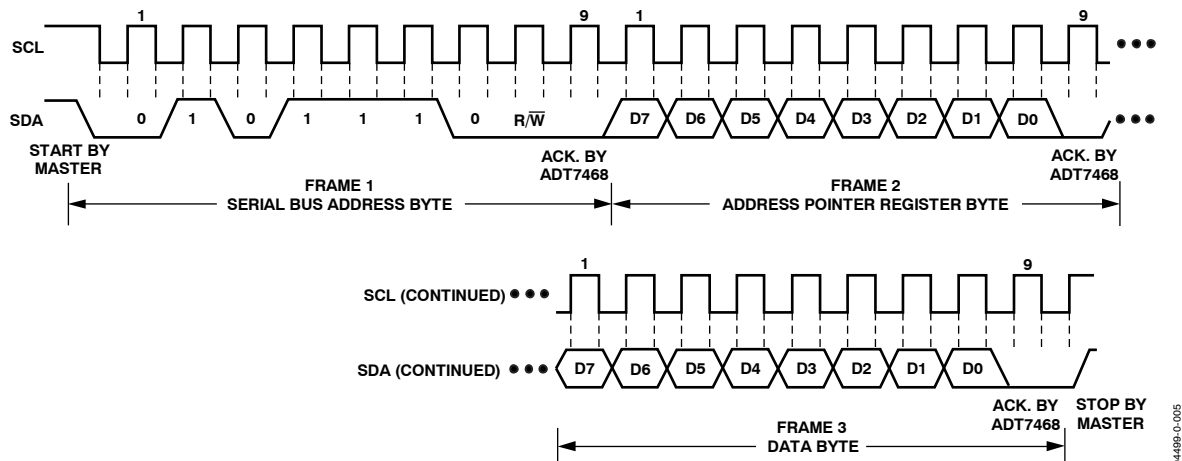 1 9 1 9
SCL
SDA 0 1 0 1 1 1 0 R/W̅ D7 D6 D5 D4 D3 D2 D1 D0
START BY
MASTER
ACK. BY
ADT7468
ACK. BY
ADT7468
FRAME 1
SERIAL BUS ADDRESS BYTE
FRAME 2
ADDRESS POINTER REGISTER BYTE
1 9
SCL (CONTINUED)
SDA (CONTINUED) D7 D6 D5 D4 D3 D2 D1 D0
ACK. BY
ADT7468
STOP BY
MASTER
FRAME 3
DATA BYTE
04499-0-005